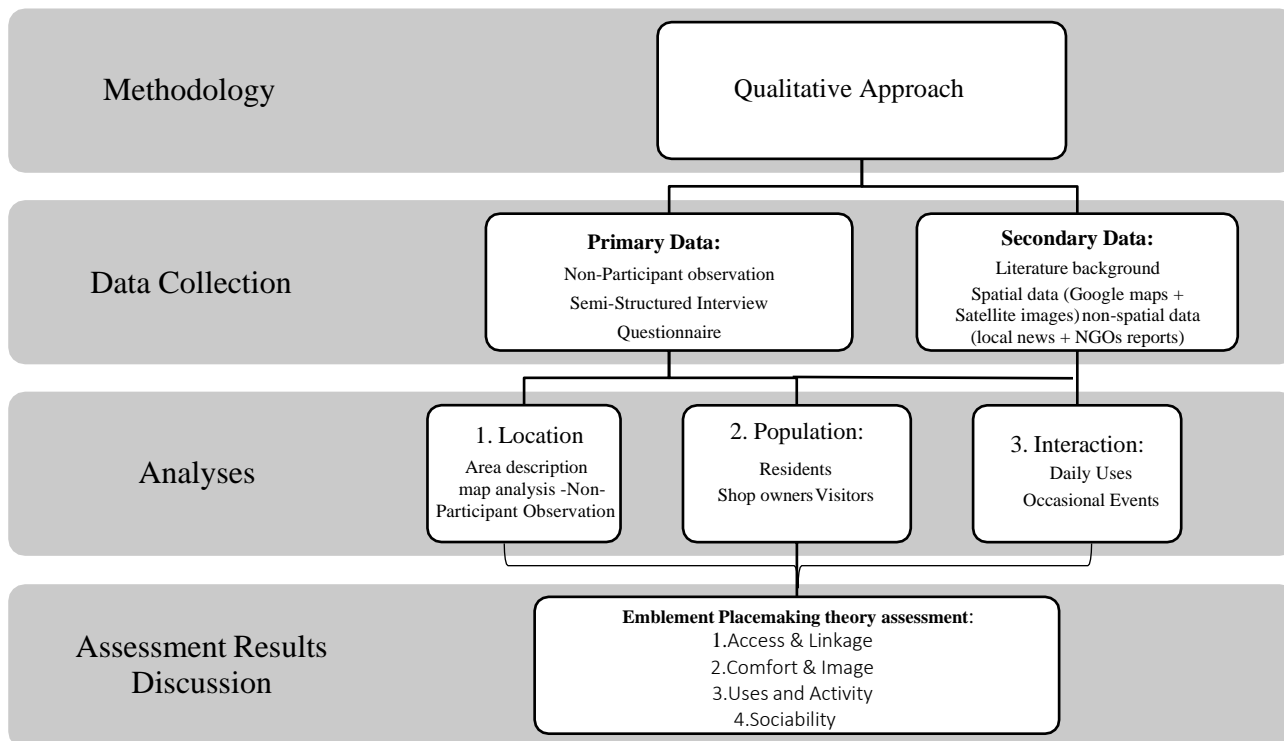 Methodology
Qualitative Approach
Data Collection
Primary Data:
Non-Participant observation
Semi-Structured Interview
Questionnaire
Secondary Data:
Literature background
Spatial data (Google maps +
Satellite images) non-spatial data
(local news + NGOs reports)
Analyses
1. Location
Area description
map analysis -Non-
Participant Observation
2. Population:
Residents
Shop owners Visitors
3. Interaction:
Daily Uses
Occasional Events
Assessment Results
Discussion
Emblement Placemaking theory assessment:
1.Access & Linkage
2.Comfort & Image
3.Uses and Activity
4.Sociability